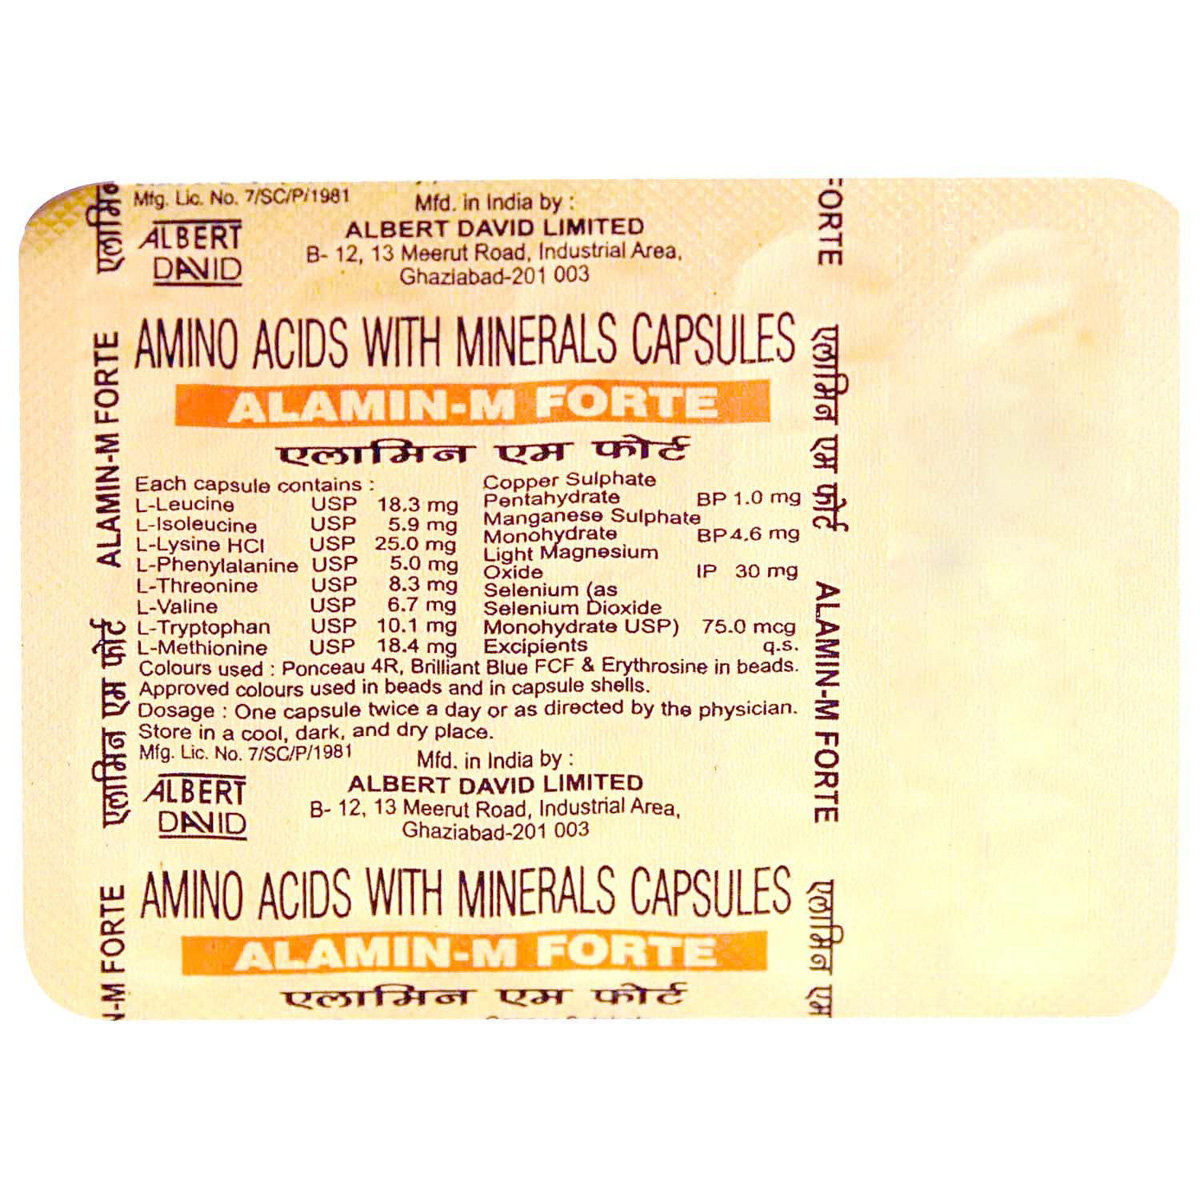 Mfg. Lic. No. 7/SC/P/1981
Mfd. in India by :
ALBERT DAVID
ALBERT DAVID LIMITED
B- 12, 13 Meerut Road, Industrial Area,
Ghaziabad-201 003
AMINO ACIDS WITH MINERALS CAPSULES
ALAMIN-M FORTE
एलामिन एम फोर्ट
Each capsule contains :
L-Leucine USP 18.3 mg
L-Isoleucine USP 5.9 mg
L-Lysine HCl USP 25.0 mg
L-Phenylalanine USP 5.0 mg
L-Threonine USP 8.3 mg
L-Valine USP 6.7 mg
L-Tryptophan USP 10.1 mg
L-Methionine USP 18.4 mg
Copper Sulphate
Pentahydrate BP 1.0 mg
Manganese Sulphate
Monohydrate BP 4.6 mg
Light Magnesium
Oxide IP 30 mg
Selenium (as
Selenium Dioxide
Monohydrate USP) 75.0 mcg
Excipients q.s.
Colours used : Ponceau 4R, Brilliant Blue FCF & Erythrosine in beads.
Approved colours used in beads and in capsule shells.
Dosage : One capsule twice a day or as directed by the physician.
Store in a cool, dark, and dry place.
Mfg. Lic. No. 7/SC/P/1981
Mfd. in India by :
ALBERT DAVID
ALBERT DAVID LIMITED
B- 12, 13 Meerut Road, Industrial Area,
Ghaziabad-201 003
AMINO ACIDS WITH MINERALS CAPSULES
ALAMIN-M FORTE
एलामिन एम फोर्ट
एलामिन
ALAMIN-M FORTE
एलामिन एम फोर्ट
-M FORTE
FORTE
एलामिन एम फोर्ट
ALAMIN-M FORTE
एलामिन एम